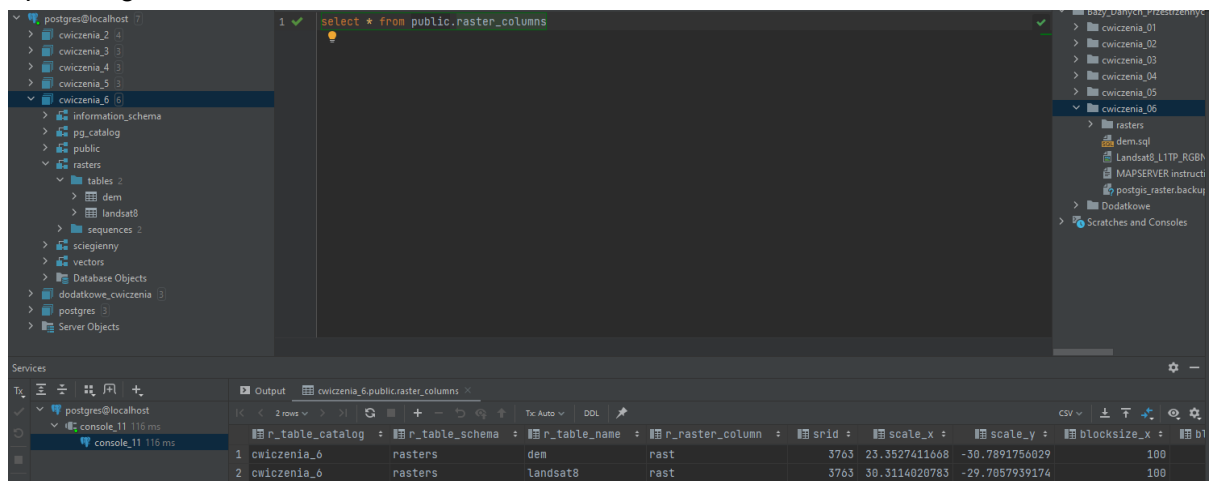 postgres@localhost 7
cwiczenia_2 4
cwiczenia_3 3
cwiczenia_4 3
cwiczenia_5 3
cwiczenia_6 6
information_schema
pg_catalog
public
rasters
tables 2
dem
landsat8
sequences 2
sciegienny
vectors
Database Objects
dodatkowe_cwiczenia 3
postgres 3
Server Objects
1 select * from public.raster_columns
Bazy_Danych_Przestrzennyc
cwiczenia_01
cwiczenia_02
cwiczenia_03
cwiczenia_04
cwiczenia_05
cwiczenia_06
rasters
dem.sql
Landsat8_L1TP_RGBN
MAPSERVER instructi
postgis_raster.backup
Dodatkowe
Scratches and Consoles
Services
Tx
postgres@localhost
console_11 116 ms
console_11 116 ms
Output cwiczenia_6.public.raster_columns
2 rows Tx: Auto DDL CSV
r_table_catalog r_table_schema r_table_name r_raster_column srid scale_x scale_y blocksize_x bl
1 cwiczenia_6 rasters dem rast 3763 23.3527411668 -30.7891756029 100
2 cwiczenia_6 rasters landsat8 rast 3763 30.3114020783 -29.7057939174 100